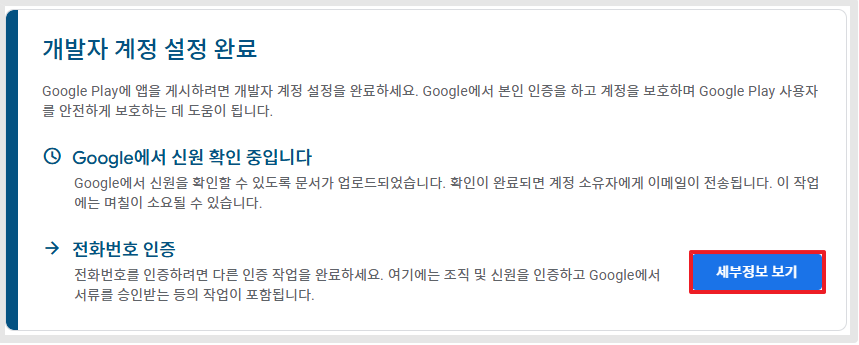 개발자 계정 설정 완료
Google Play에 앱을 게시하려면 개발자 계정 설정을 완료하세요. Google에서 본인 인증을 하고 계정을 보호하며 Google Play 사용자
를 안전하게 보호하는 데 도움이 됩니다.
Google에서 신원 확인 중입니다
Google에서 신원을 확인할 수 있도록 문서가 업로드되었습니다. 확인이 완료되면 계정 소유자에게 이메일이 전송됩니다. 이 작업
에는 며칠이 소요될 수 있습니다.
전화번호 인증
전화번호를 인증하려면 다른 인증 작업을 완료하세요. 여기에는 조직 및 신원을 인증하고 Google에서
서류를 승인받는 등의 작업이 포함됩니다.
세부정보 보기